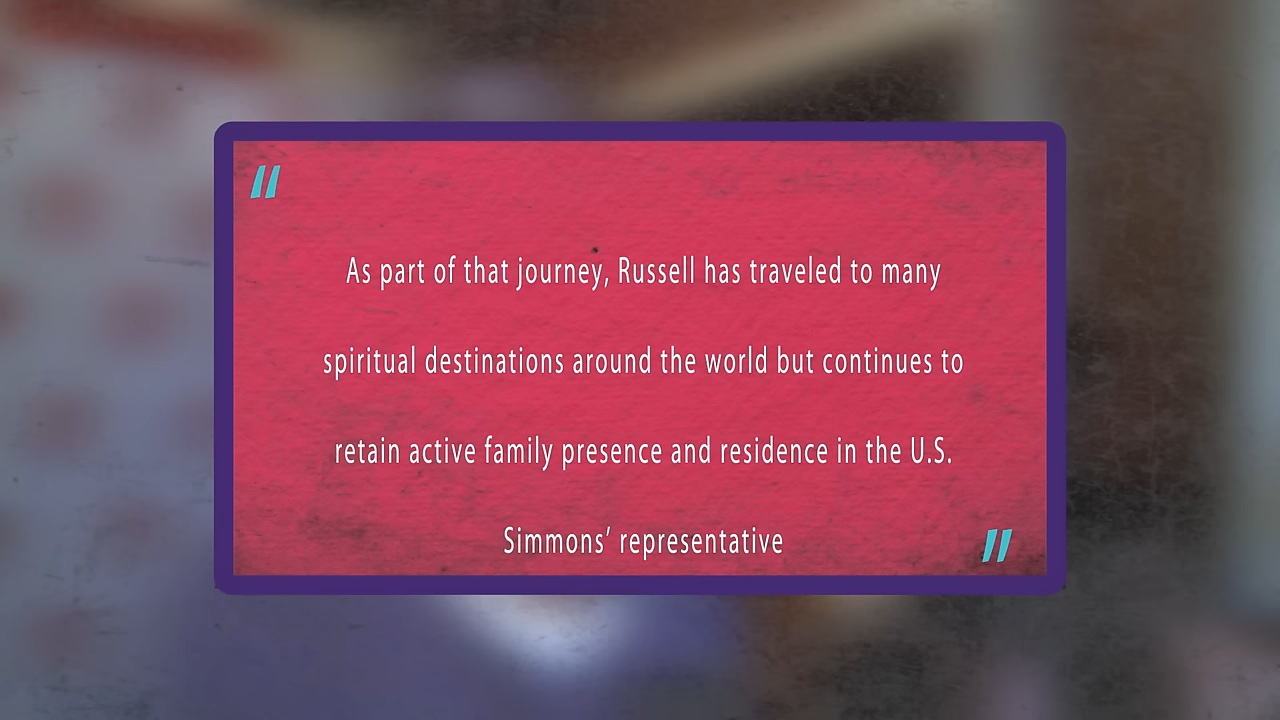 "
As part of that journey, Russell has traveled to many
spiritual destinations around the world but continues to
retain active family presence and residence in the U.S.
Simmons’ representative
"